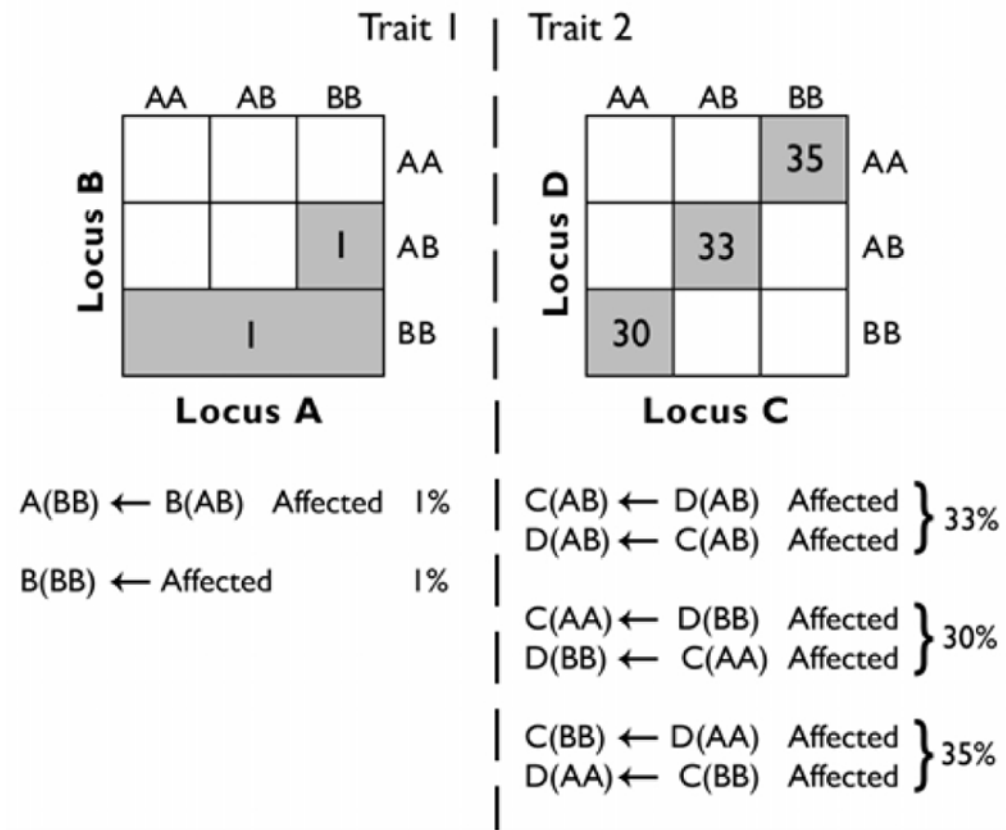 Trait 1
AA AB BB
AA
1 AB
1 BB
Locus B
Locus A
A(BB) ← B(AB) Affected 1%
B(BB) ← Affected 1%
Trait 2
AA AB BB
35 AA
33 AB
30 BB
Locus D
Locus C
C(AB) ← D(AB) Affected
D(AB) ← C(AB) Affected
33%
C(AA) ← D(BB) Affected
D(BB) ← C(AA) Affected
30%
C(BB) ← D(AA) Affected
D(AA) ← C(BB) Affected
35%